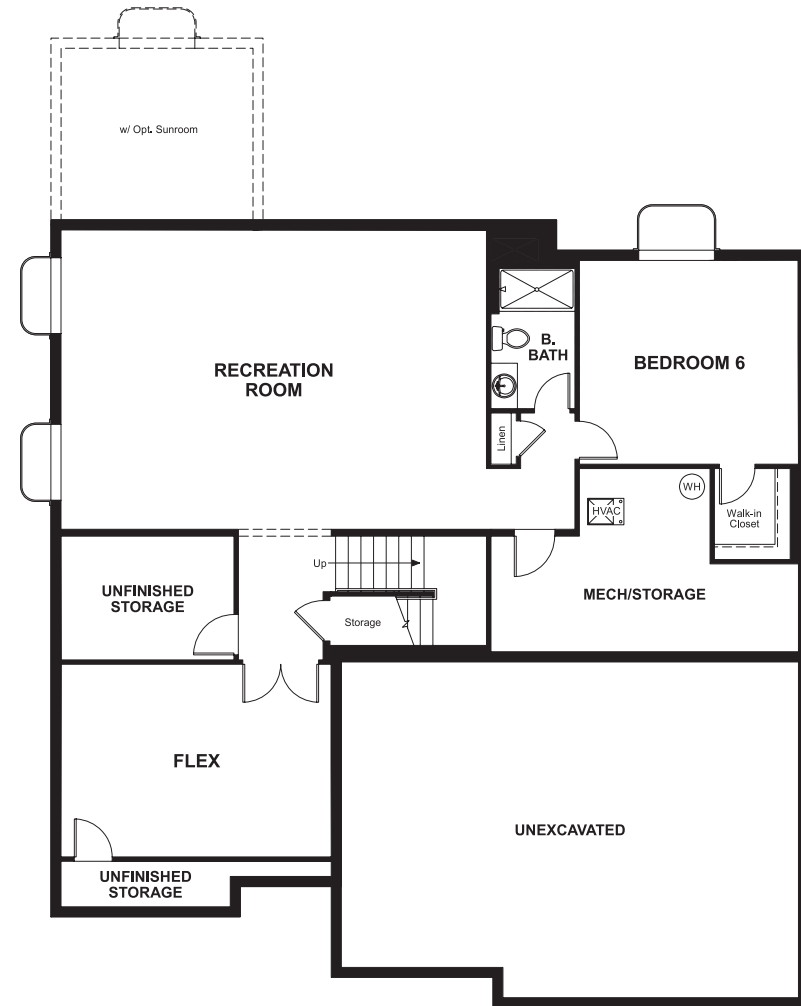 w/ Opt. Sunroom
RECREATION
ROOM
B.
BATH
BEDROOM 6
Linen
WH
HVAC
Walk-in
Closet
Up
UNFINISHED
STORAGE
MECH/STORAGE
Storage
FLEX
UNEXCAVATED
UNFINISHED
STORAGE